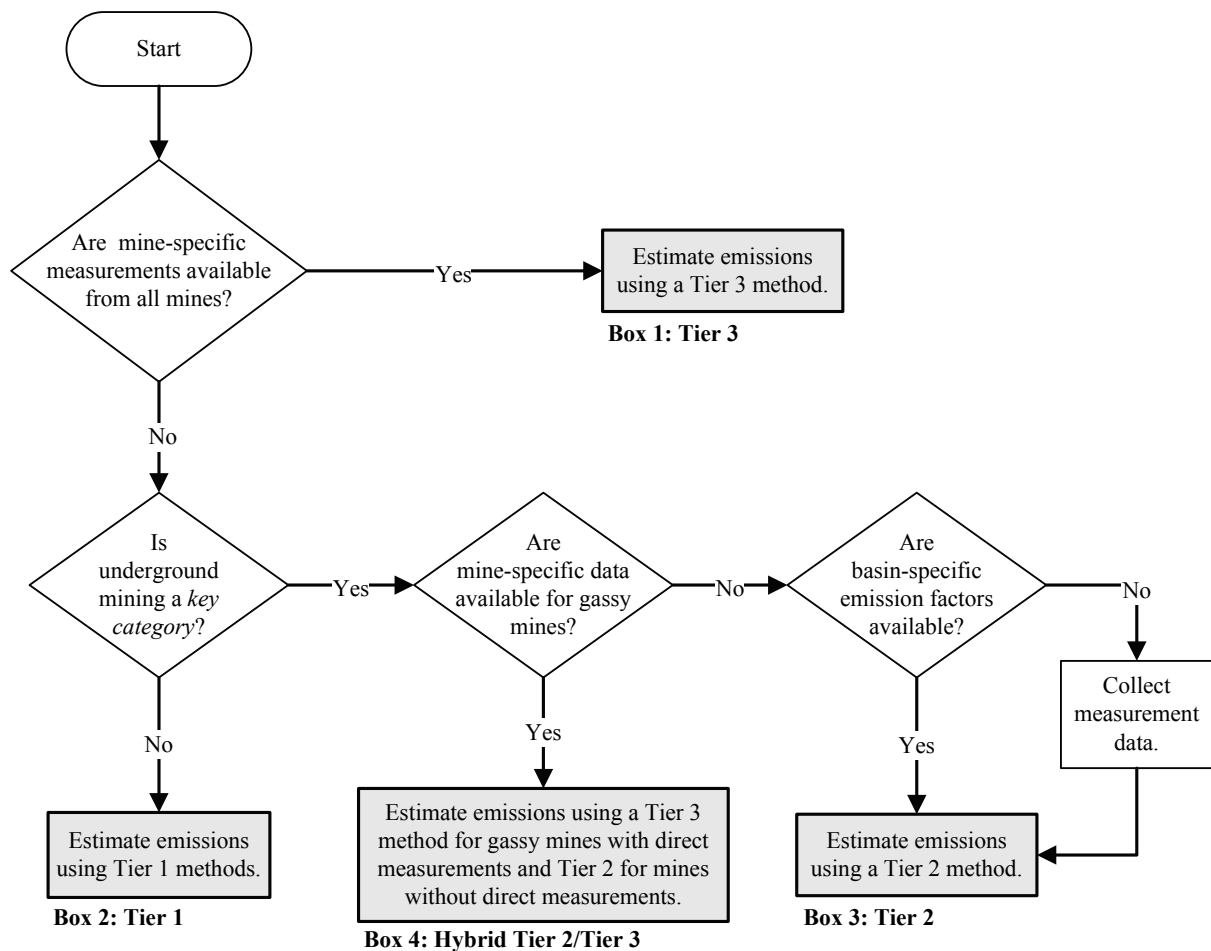 Start
Are mine-specific
measurements available
from all mines?
Yes
Estimate emissions
using a Tier 3 method.
Box 1: Tier 3
No
Is
underground
mining a key
category?
Yes
Are
mine-specific data
available for gassy
mines?
No
Are
basin-specific
emission factors
available?
No
Collect
measurement
data.
No
Yes
Yes
Estimate emissions
using Tier 1 methods.
Box 2: Tier 1
Estimate emissions using a Tier 3
method for gassy mines with direct
measurements and Tier 2 for mines
without direct measurements.
Box 4: Hybrid Tier 2/Tier 3
Estimate emissions
using a Tier 2 method.
Box 3: Tier 2